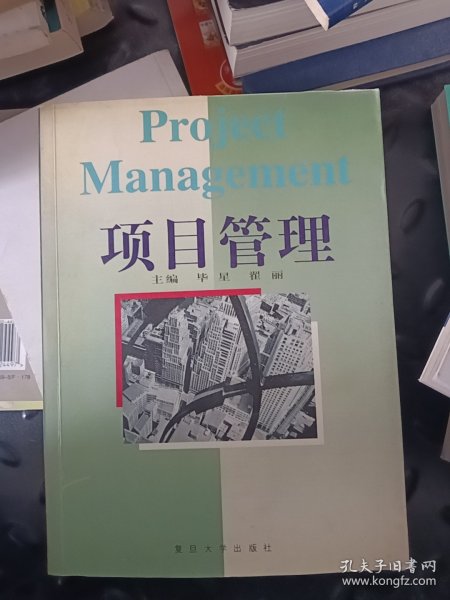 Project
Management
项目管理
主编 毕星 翟丽
复旦大学出版社
孔夫子旧书网
www.kongfz.com